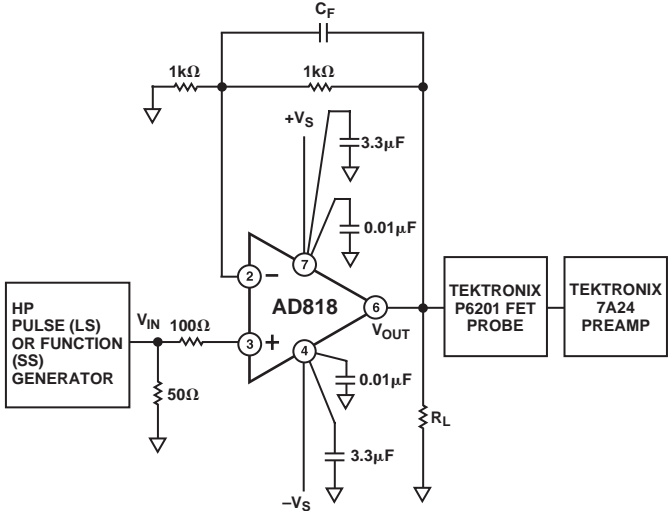 CF
1kΩ
1kΩ
+VS
3.3μF
0.01μF
2
–
7
AD818
6
HP
PULSE (LS)
OR FUNCTION
(SS)
GENERATOR
VIN
100Ω
3
+
4
VOUT
TEKTRONIX
P6201 FET
PROBE
TEKTRONIX
7A24
PREAMP
50Ω
0.01μF
RL
3.3μF
–VS